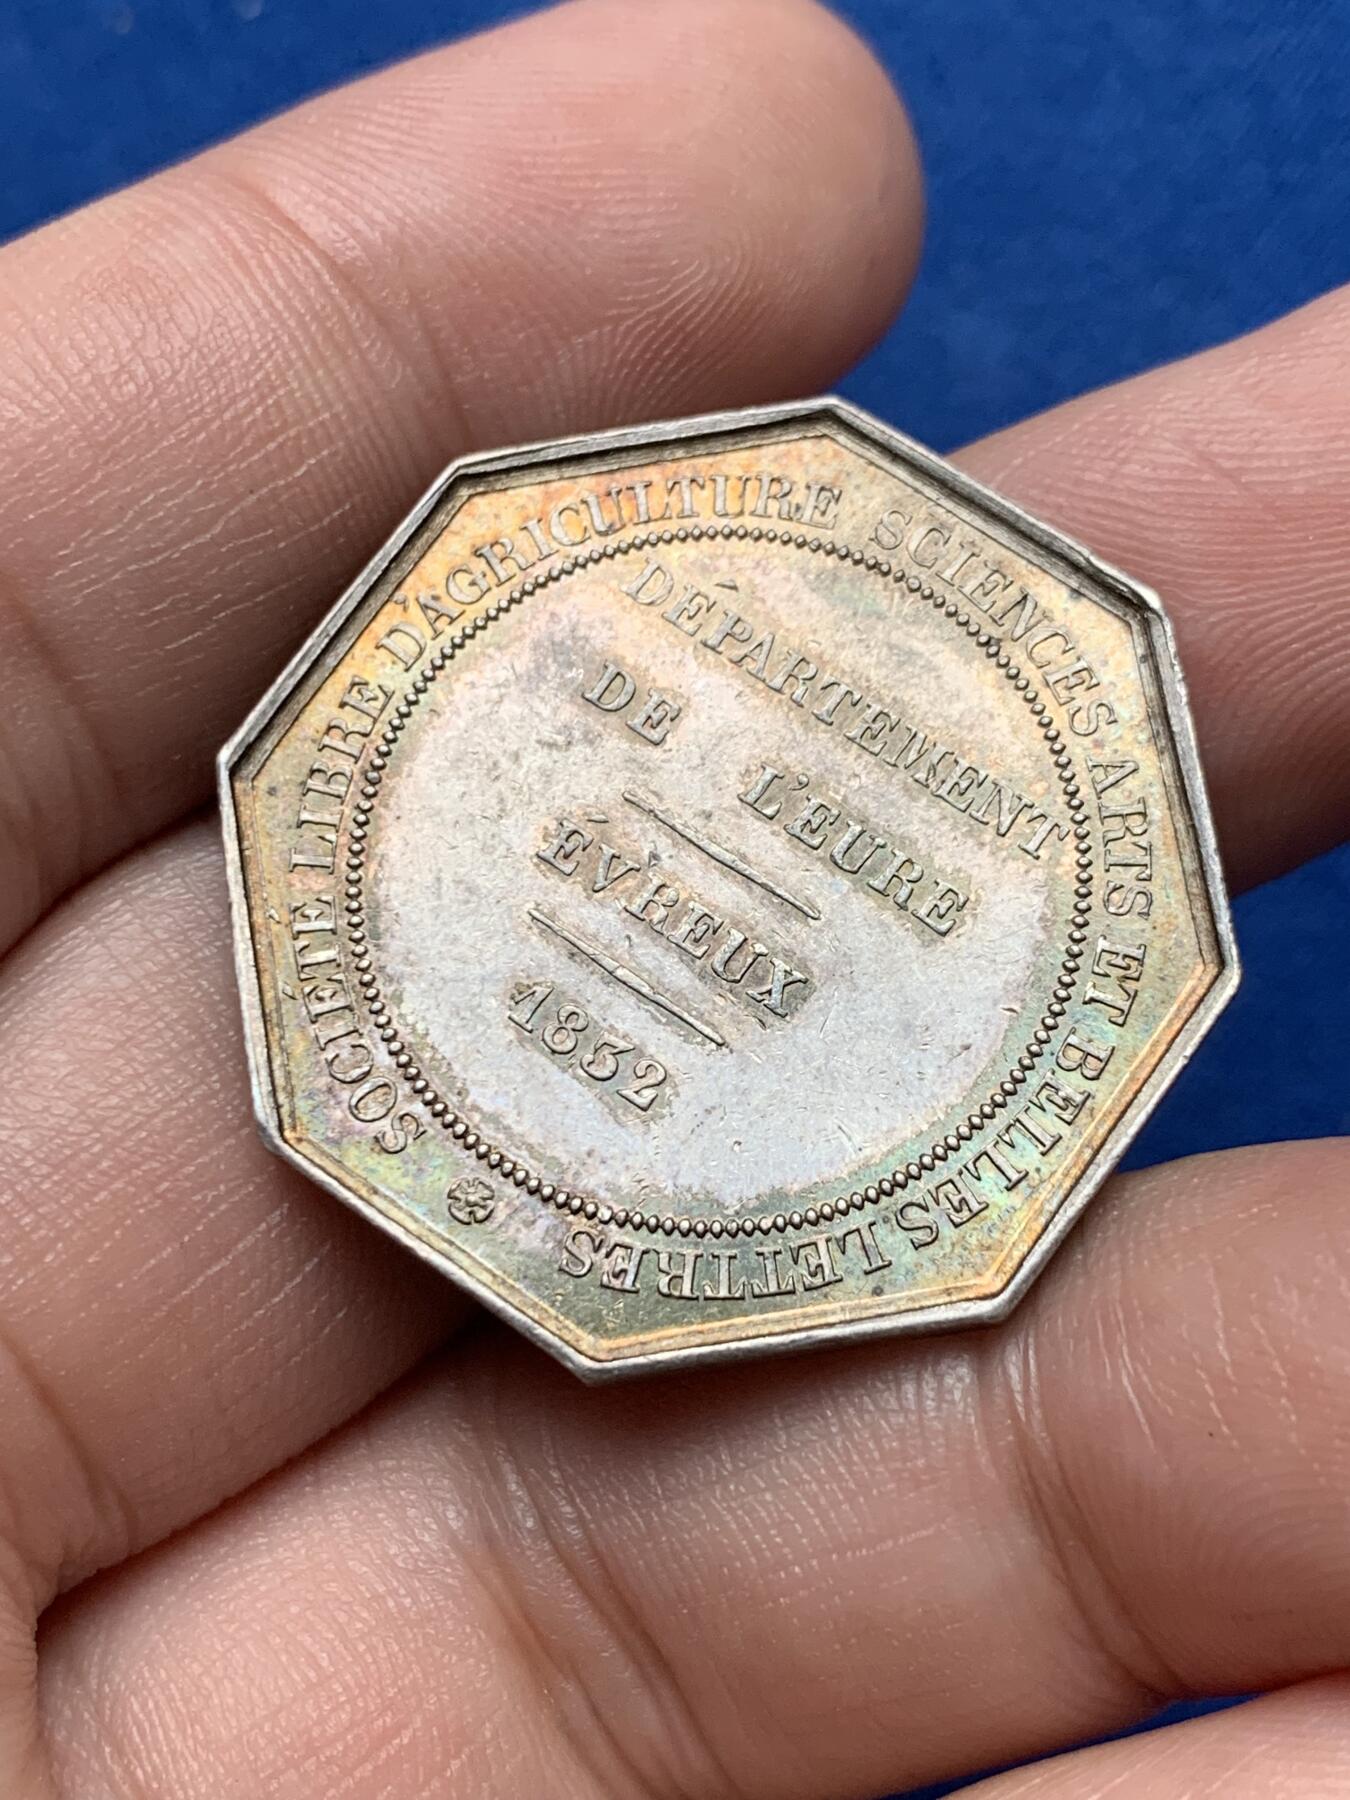 SOCIÉTÉ LIBRE D'AGRICULTURE SCIENCES ARTS ET BELLES LETTRES
DÉPARTEMENT
DE L'EURE
ÉVREUX
1832